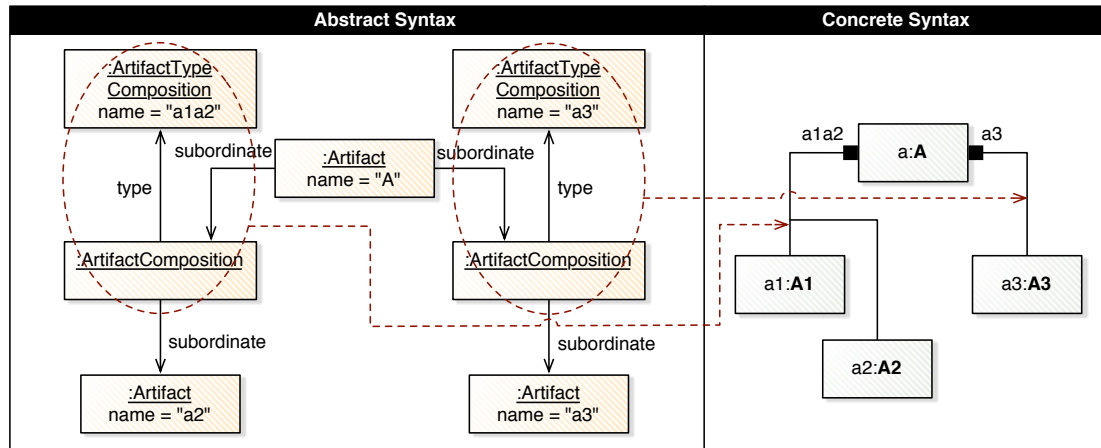 Abstract Syntax
Concrete Syntax
:ArtifactType
Composition
name = "a1a2"
:ArtifactType
Composition
name = "a3"
subordinate
:Artifact
name = "A"
subordinate
type
type
:ArtifactComposition
:ArtifactComposition
subordinate
subordinate
:Artifact
name = "a2"
:Artifact
name = "a3"
a1a2
a:A
a3
a1:A1
a3:A3
a2:A2